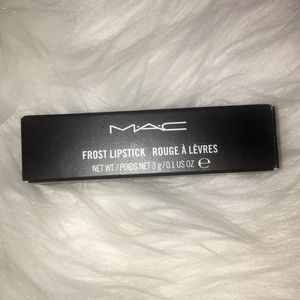 MAC
FROST LIPSTICK ROUGE À LÈVRES
NET WT./POIDS NET 3 g/0.1 US OZ ℮